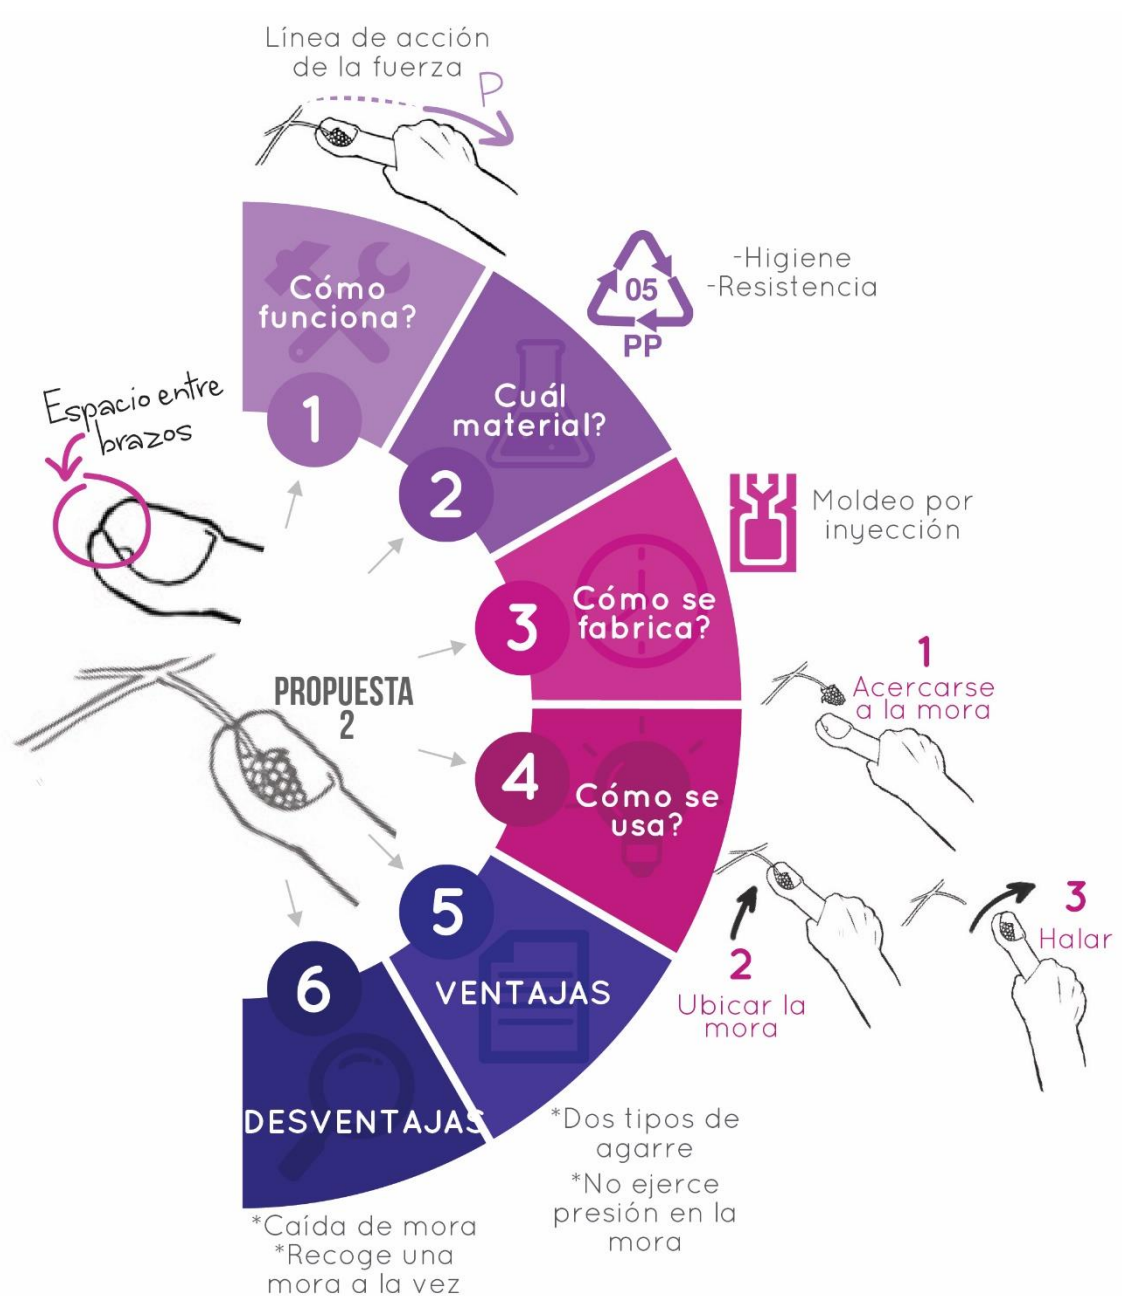 Línea de acción
de la fuerza
P
Cómo
funciona?
1
Espacio entre
brazos
05
PP
-Higiene
-Resistencia
Cuál
material?
2
Moldeo por
inyección
Cómo se
fabrica?
3
PROPUESTA
2
Cómo se
usa?
4
1
Acercarse
a la mora
2
Ubicar la
mora
3
Halar
5
VENTAJAS
*Dos tipos de
agarre
*No ejerce
presión en la
mora
6
DESVENTAJAS
*Caída de mora
*Recoge una
mora a la vez